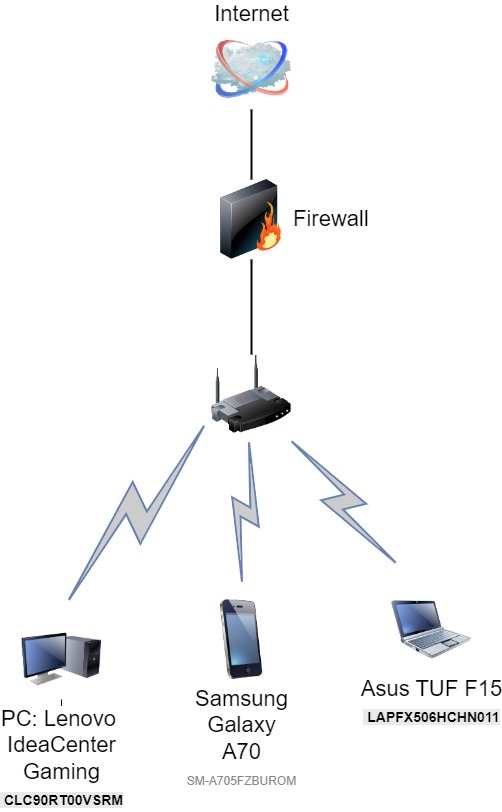 Internet
Firewall
PC: Lenovo
IdeaCenter
Gaming
CLC90RT00VSRM
Samsung
Galaxy
A70
SM-A705FZBUROM
Asus TUF F15
LAPFX506HCHN011